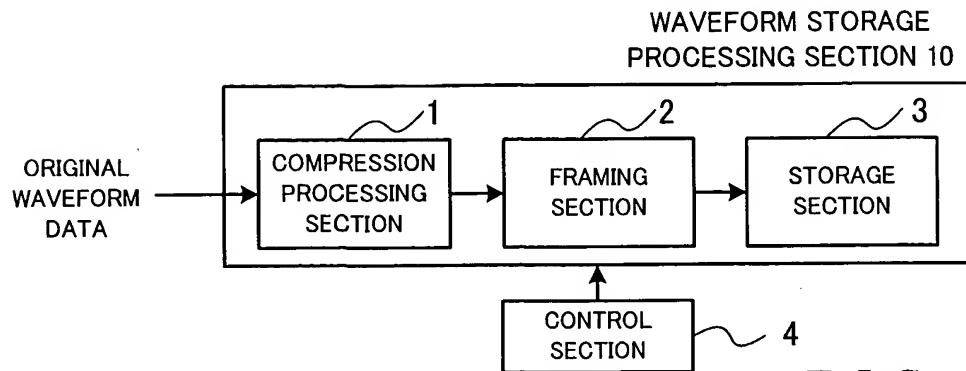 WAVEFORM STORAGE
PROCESSING SECTION 10
1
2
3
ORIGINAL
WAVEFORM
DATA
COMPRESSION
PROCESSING
SECTION
FRAMING
SECTION
STORAGE
SECTION
CONTROL
SECTION
4